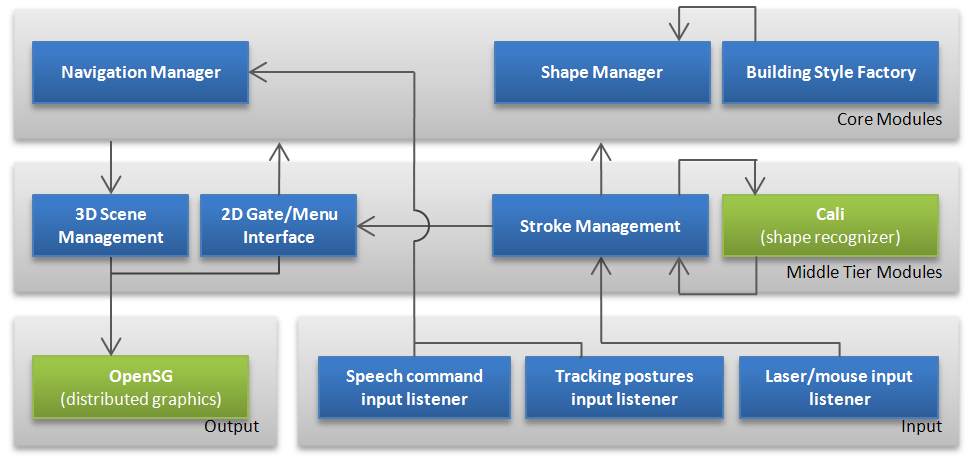 Navigation Manager
Shape Manager
Building Style Factory
Core Modules
3D Scene
Management
2D Gate/Menu
Interface
Stroke Management
Cali
(shape recognizer)
Middle Tier Modules
OpenSG
(distributed graphics)
Output
Speech command
input listener
Tracking postures
input listener
Laser/mouse input
listener
Input